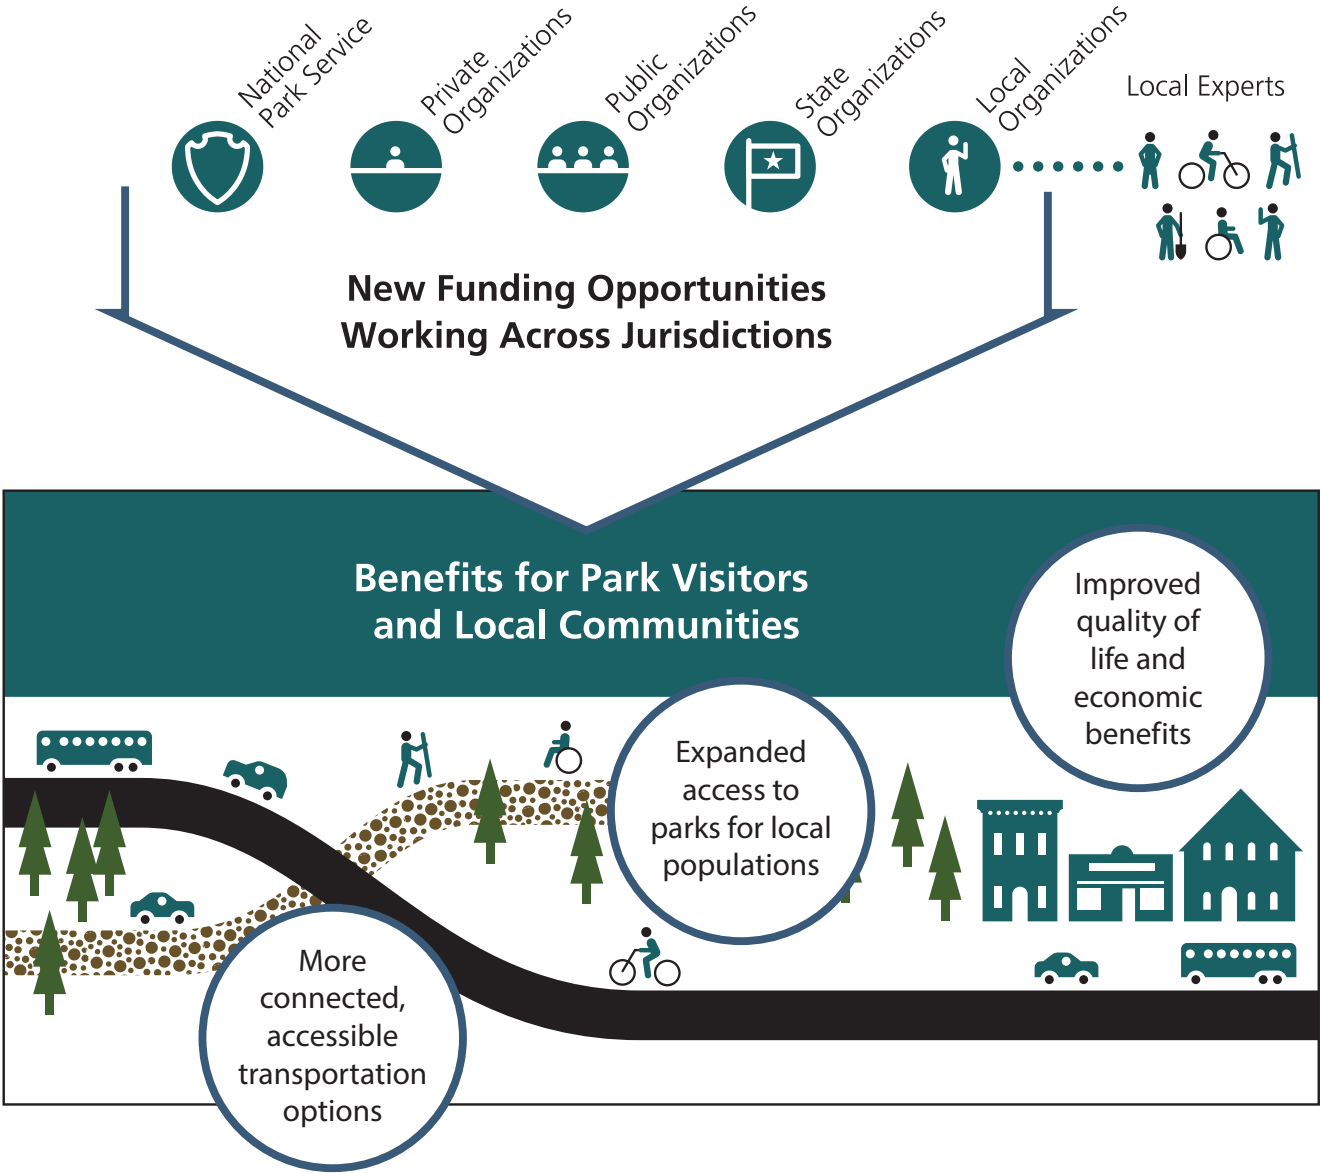 National
Park Service
Private
Organizations
Public
Organizations
State
Organizations
Local
Organizations
Local Experts
New Funding Opportunities
Working Across Jurisdictions
Benefits for Park Visitors
and Local Communities
Improved
quality of
life and
economic
benefits
Expanded
access to
parks for local
populations
More
connected,
accessible
transportation
options